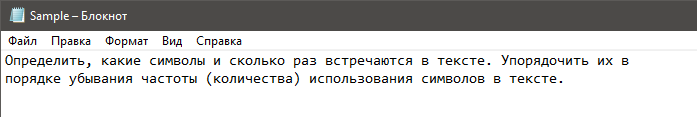 Sample – Блокнот
Файл Правка Формат Вид Справка
Определить, какие символы и сколько раз встречаются в тексте. Упорядочить их в
порядке убывания частоты (количества) использования символов в тексте.